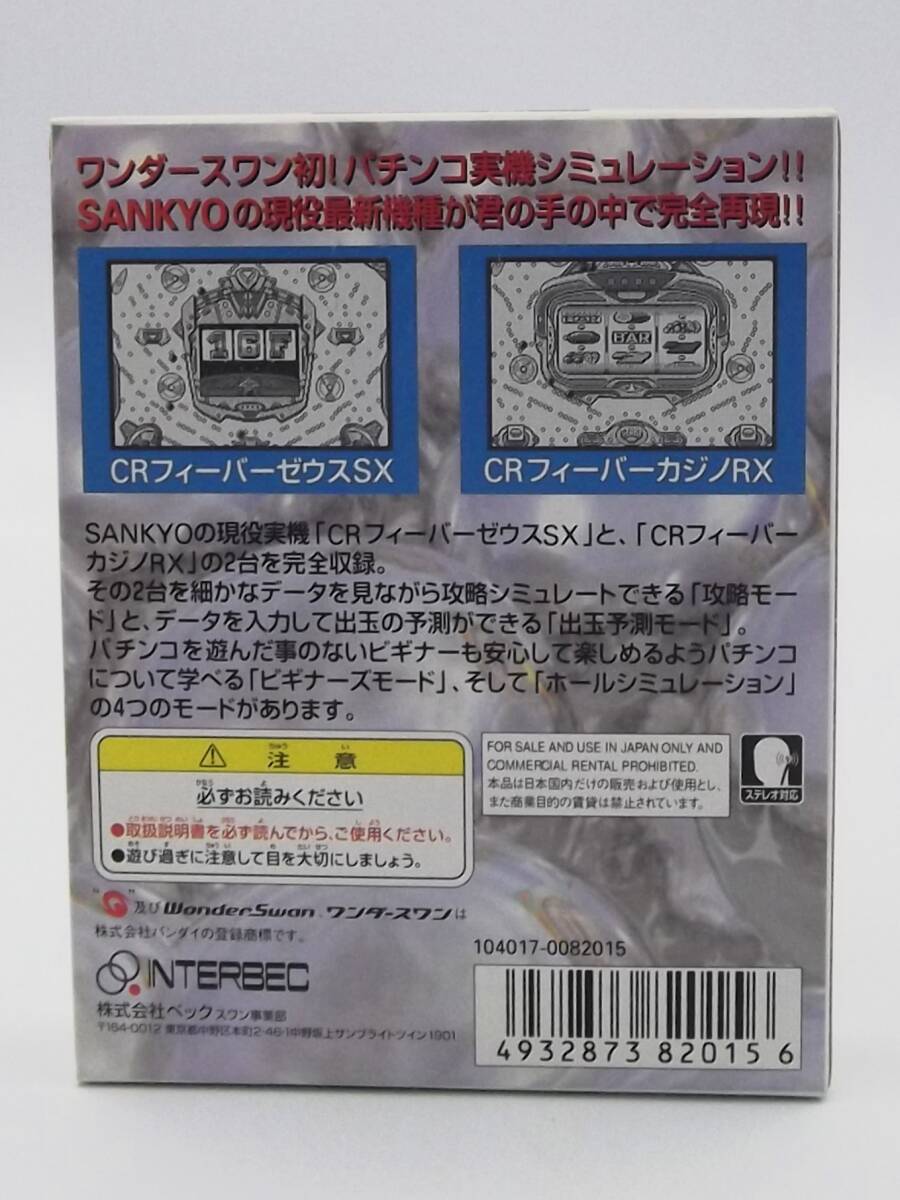 ワンダースワン初!パチンコ実機シミュレーション!!
SANKYOの現役最新機種が君の手の中で完全再現!!
16F
BAR
CRフィーバーゼウスSX
CRフィーバーカジノRX
SANKYOの現役実機「CRフィーバーゼウスSX」と、「CRフィーバー
カジノRX」の2台を完全収録。
その2台を細かなデータを見ながら攻略シミュレートできる「攻略モー
ド」と、データを入力して出玉の予測ができる「出玉予測モード」。
パチンコを遊んだ事のないビギナーも安心して楽しめるようパチンコ
について学べる「ビギナーズモード」、そして「ホールシミュレーション」
の4つのモードがあります。
注意
必ずお読みください
●取扱説明書を必ず読んでから、ご使用ください。
●遊び過ぎに注意して目を大切にしましょう。
FOR SALE AND USE IN JAPAN ONLY AND
COMMERCIAL RENTAL PROHIBITED.
本品は日本国内だけの販売および使用とし、
また商業目的の賃貸は禁止されています。
ステレオ対応
" "及びWonderSwan、ワンダースワンは
株式会社バンダイの登録商標です。
INTERBEC
株式会社ベック スワン事業部
〒164-0012 東京都中野区本町2-46-1中野坂上サンブライトツイン1901
104017-0082015
4932873820156